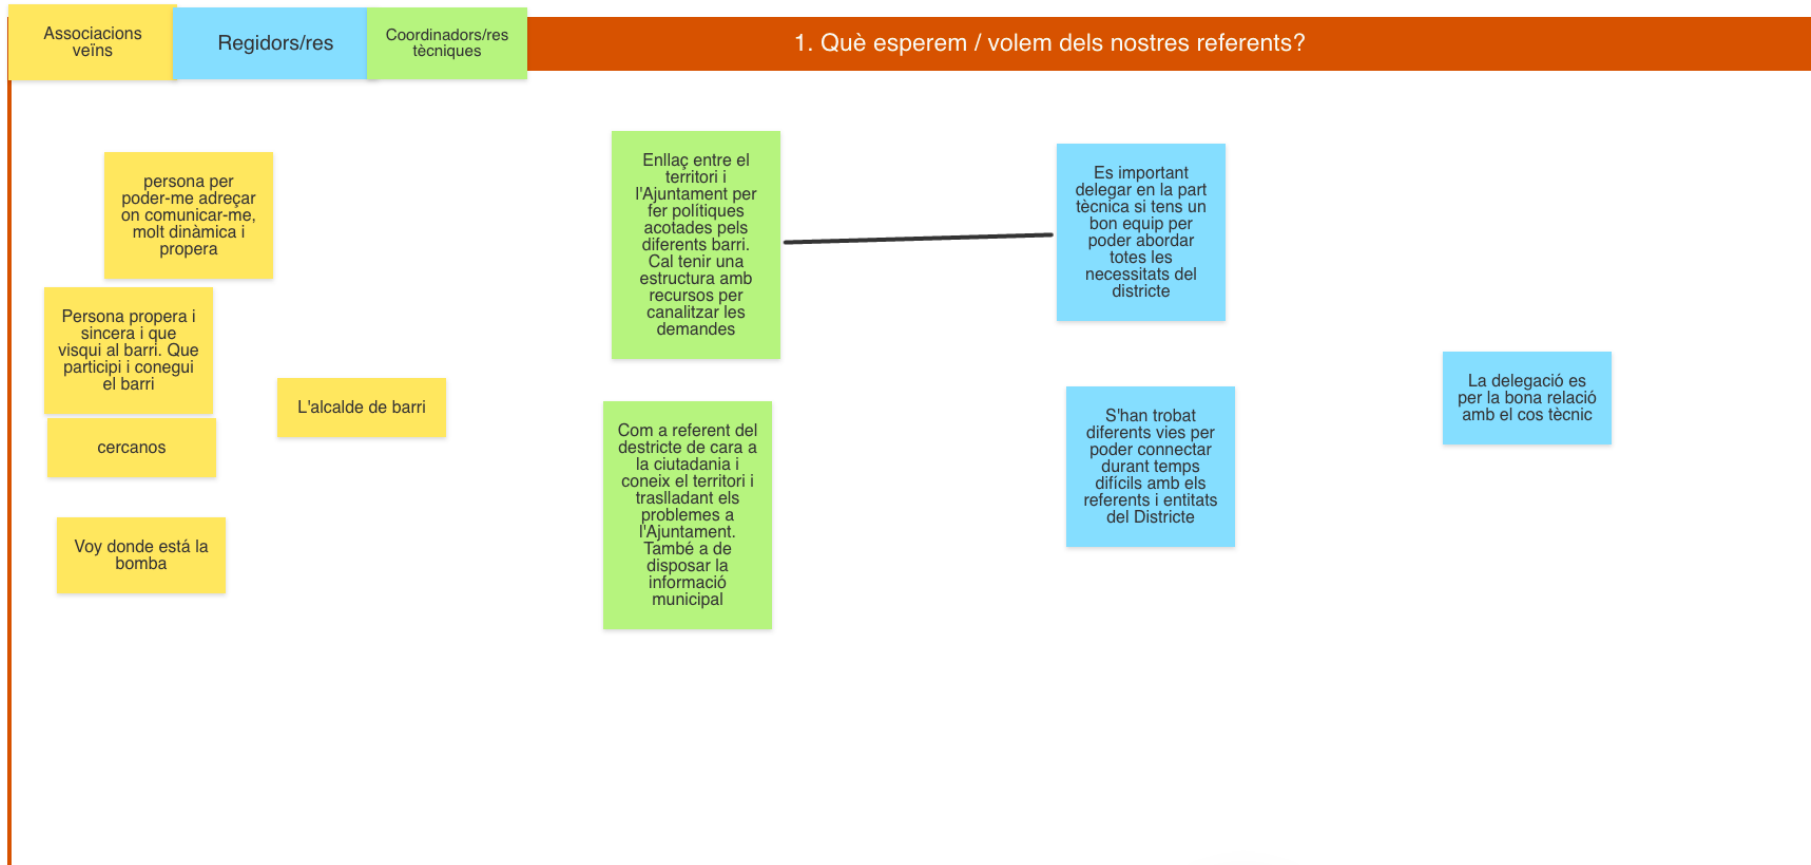 Associacions
veïns
Regidors/res
Coordinadors/res
tècniques
1. Què esperem / volem dels nostres referents?
persona per
poder-me adreçar
on comunicar-me,
molt dinàmica i
propera
Persona propera i
sincera i que
visqui al barri. Que
participi i conegui
el barri
cercanos
L'alcalde de barri
Voy donde está la
bomba
Enllaç entre el
territori i
l'Ajuntament per
fer polítiques
acotades pels
diferents barri.
Cal tenir una
estructura amb
recursos per
canalitzar les
demandes
Com a referent del
destricte de cara a
la ciutadania i
coneix el territori i
traslladant els
problemes a
l'Ajuntament.
També a de
disposar la
informació
municipal
Es important
delegar en la part
tècnica si tens un
bon equip per
poder abordar
totes les
necessitats del
districte
S'han trobat
diferents vies per
poder connectar
durant temps
difícils amb els
referents i entitats
del Districte
La delegació es
per la bona relació
amb el cos tècnic